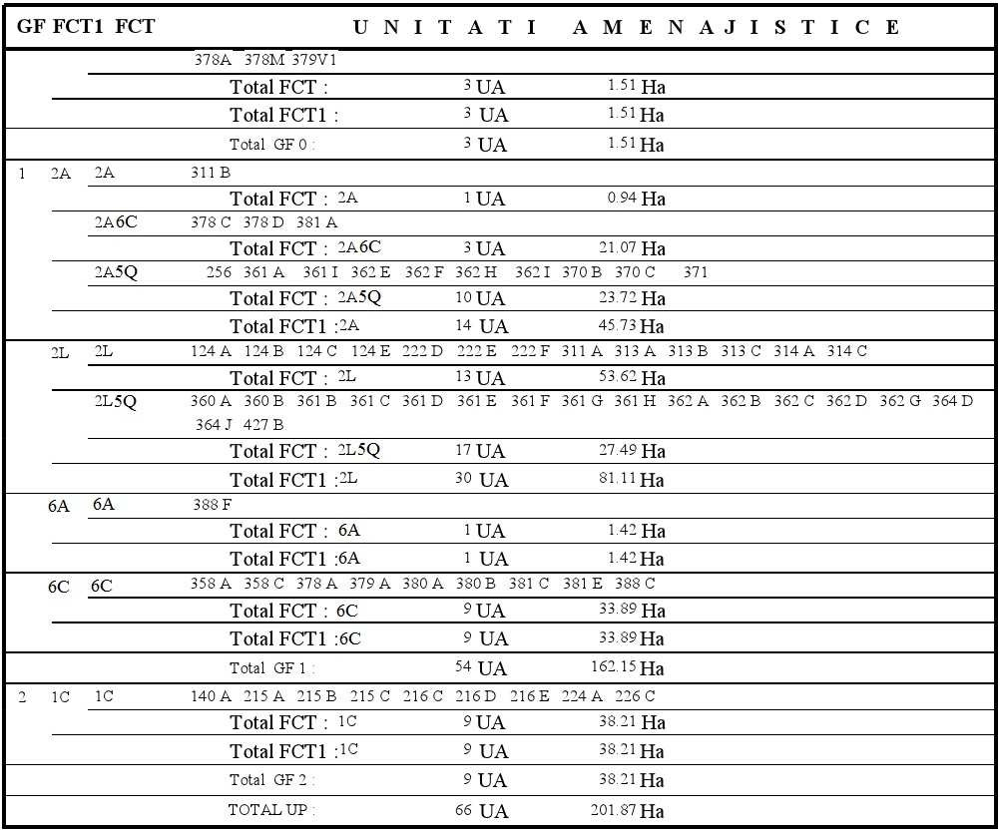 GF FCT1 FCT U N I T A T I A M E N A J I S T I C E
378A 378M 379V1
Total FCT : 3 UA 1.51 Ha
Total FCT1 : 3 UA 1.51 Ha
Total GF 0 : 3 UA 1.51 Ha
1 2A 2A 311 B
Total FCT : 2A 1 UA 0.94 Ha
2A6C 378 C 378 D 381 A
Total FCT : 2A6C 3 UA 21.07 Ha
2A5Q 256 361 A 361 I 362 E 362 F 362 H 362 I 370 B 370 C 371
Total FCT : 2A5Q 10 UA 23.72 Ha
Total FCT1 :2A 14 UA 45.73 Ha
2L 2L 124 A 124 B 124 C 124 E 222 D 222 E 222 F 311 A 313 A 313 B 313 C 314 A 314 C
Total FCT : 2L 13 UA 53.62 Ha
2L5Q 360 A 360 B 361 B 361 C 361 D 361 E 361 F 361 G 361 H 362 A 362 B 362 C 362 D 362 G 364 D
364 J 427 B
Total FCT : 2L5Q 17 UA 27.49 Ha
Total FCT1 :2L 30 UA 81.11 Ha
6A 6A 388 F
Total FCT : 6A 1 UA 1.42 Ha
Total FCT1 :6A 1 UA 1.42 Ha
6C 6C 358 A 358 C 378 A 379 A 380 A 380 B 381 C 381 E 388 C
Total FCT : 6C 9 UA 33.89 Ha
Total FCT1 :6C 9 UA 33.89 Ha
Total GF 1 : 54 UA 162.15 Ha
2 1C 1C 140 A 215 A 215 B 215 C 216 C 216 D 216 E 224 A 226 C
Total FCT : 1C 9 UA 38.21 Ha
Total FCT1 :1C 9 UA 38.21 Ha
Total GF 2 : 9 UA 38.21 Ha
TOTAL UP : 66 UA 201.87 Ha